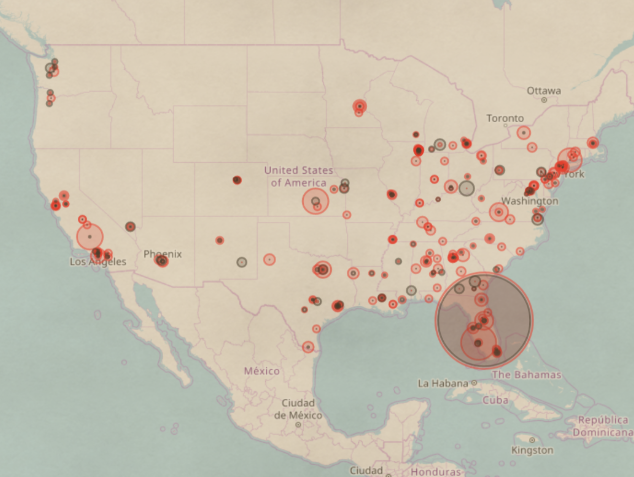 Ottawa
Toronto
United States
of America
York
Washington
Phoenix
Los Angeles
México
La Habana
The Bahamas
Cuba
Ciudad
de México
República
Dominicana
Kingston
Ciudad
Honduras